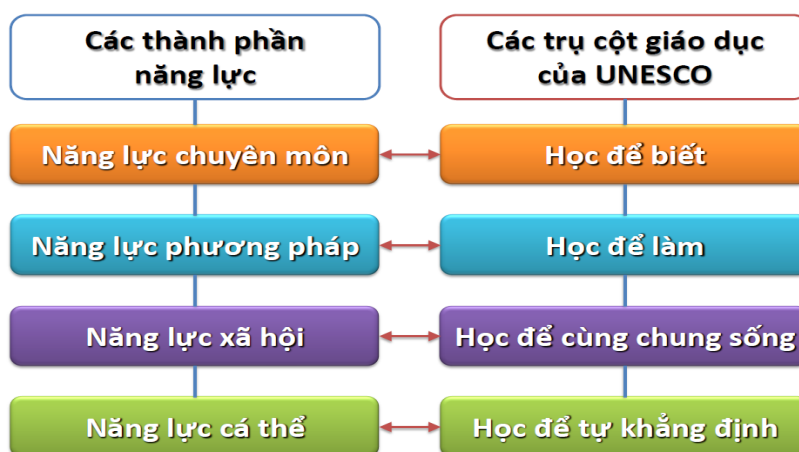 Các thành phần
năng lực
Các trụ cột giáo dục
của UNESCO
Năng lực chuyên môn
Học để biết
Năng lực phương pháp
Học để làm
Năng lực xã hội
Học để cùng chung sống
Năng lực cá thể
Học để tự khẳng định